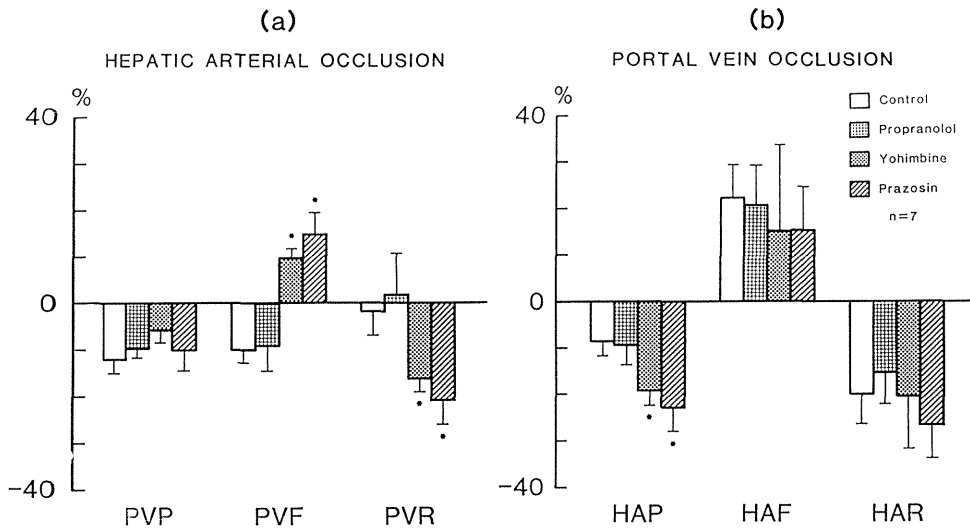 (a)
HEPATIC ARTERIAL OCCLUSION
%
40
0
-40
PVP PVF PVR
(b)
PORTAL VEIN OCCLUSION
%
40
0
-40
HAP HAF HAR
Control
Propranolol
Yohimbine
Prazosin
n=7